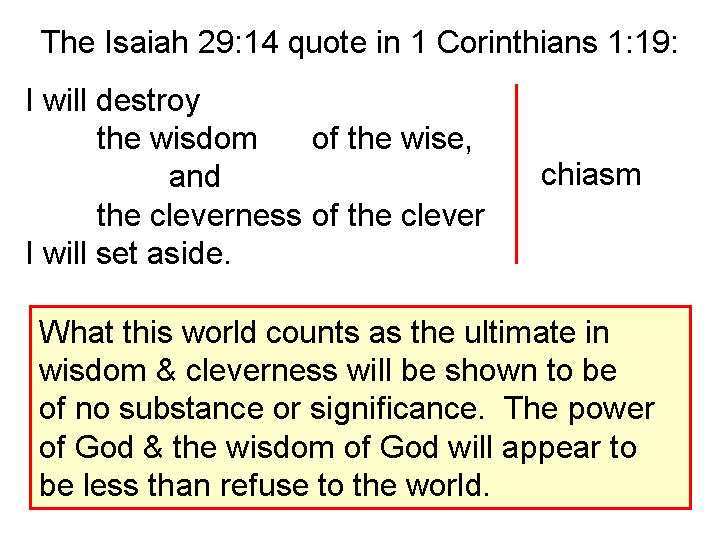 The Isaiah 29:14 quote in 1 Corinthians 1:19:
I will destroy
the wisdom of the wise,
and
the cleverness of the clever
I will set aside.
chiasm
What this world counts as the ultimate in
wisdom & cleverness will be shown to be
of no substance or significance. The power
of God & the wisdom of God will appear to
be less than refuse to the world.